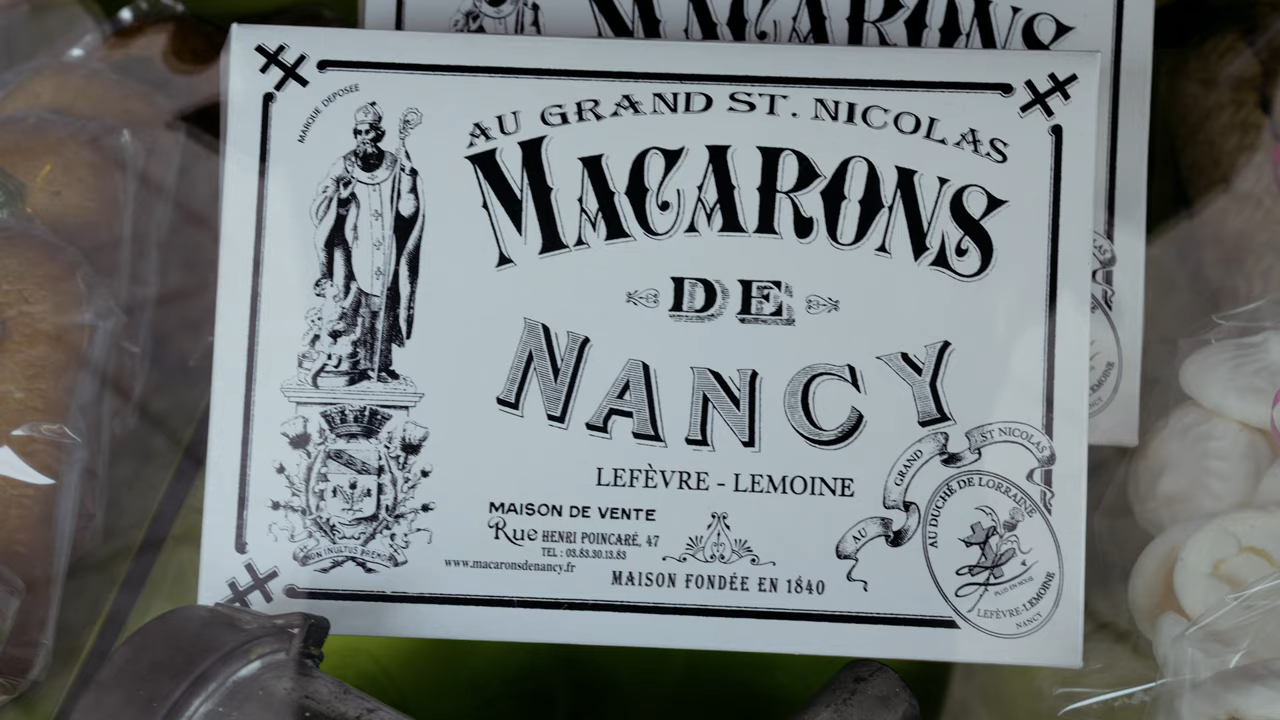 MACARONS
MARQUE DEPOSEE
AU GRAND ST. NICOLAS
MACARONS
DE
NANCY
LEFÈVRE - LEMOINE
MAISON DE VENTE
Rue HENRI POINCARÉ, 47
TEL : 03.83.30.13.83
www.macaronsdenancy.fr
MAISON FONDÉE EN 1840
NON INULTUS PREMOR
AU GRAND ST NICOLAS
AU DUCHÉ DE LORRAINE
LEFÈVRE-LEMOINE
NANCY